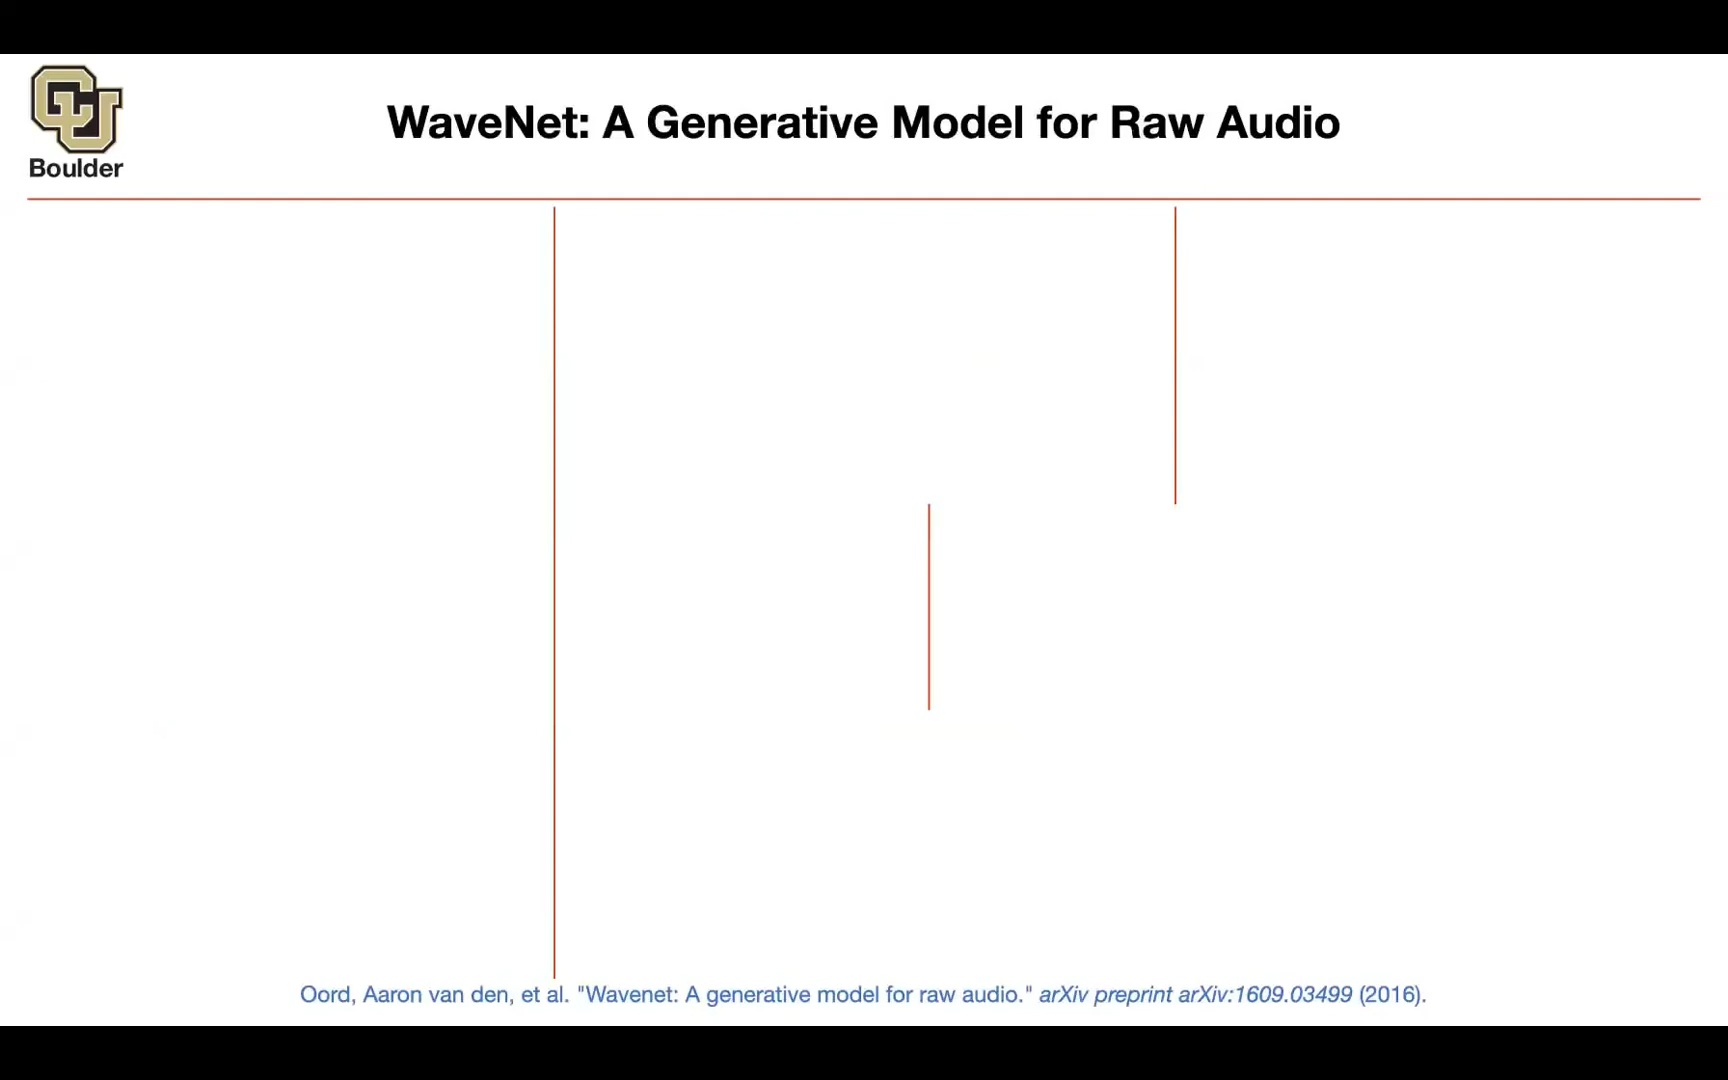 CU
Boulder
WaveNet: A Generative Model for Raw Audio
Oord, Aaron van den, et al. "Wavenet: A generative model for raw audio." arXiv preprint arXiv:1609.03499 (2016).